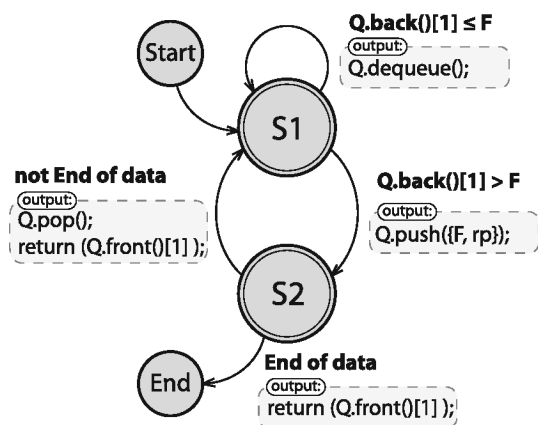 Start
Q.back()[1] ≤ F
output:
Q.dequeue();
S1
not End of data
output:
Q.pop();
return (Q.front()[1] );
Q.back()[1] > F
output:
Q.push({F, rp});
S2
End
End of data
output:
return (Q.front()[1] );